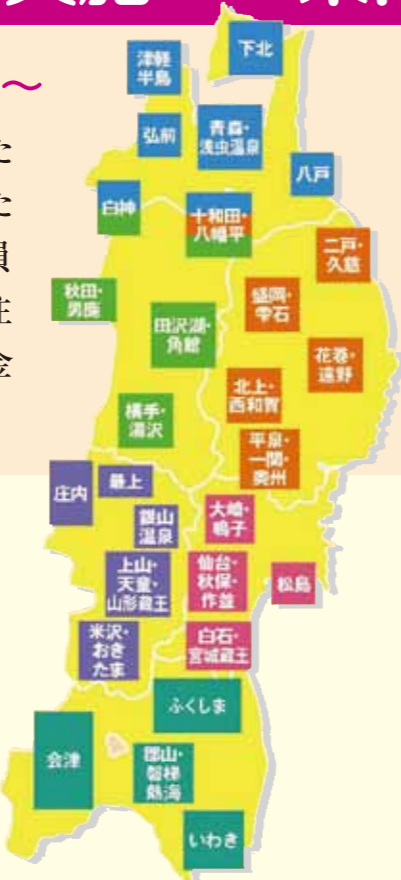 〜
た
た
員
金
下北
津軽
半島
弘前
青森・
浅虫温泉
八戸
白神
十和田・
八幡平
二戸・
久慈
秋田・
男鹿
盛岡・
雫石
田沢湖・
角館
花巻・
遠野
北上・
西和賀
横手・
湯沢
平泉・
一関・
奥州
庄内
最上
大崎・
鳴子
銀山
温泉
上山・
天童・
山形蔵王
仙台・
秋保・
作並
松島
米沢・
おき
たま
白石・
宮城蔵王
ふくしま
会津
郡山・
磐梯
熱海
いわき